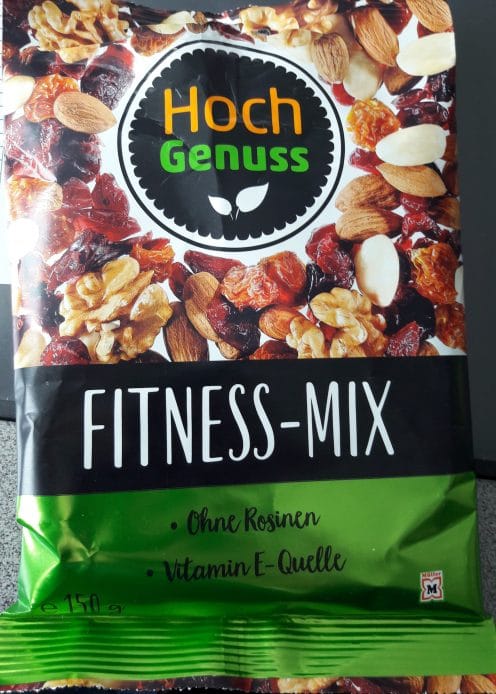 Hoch
Genuss
FITNESS-MIX
• Ohne Rosinen
• Vitamin E-Quelle
Müller
M
e 150 g